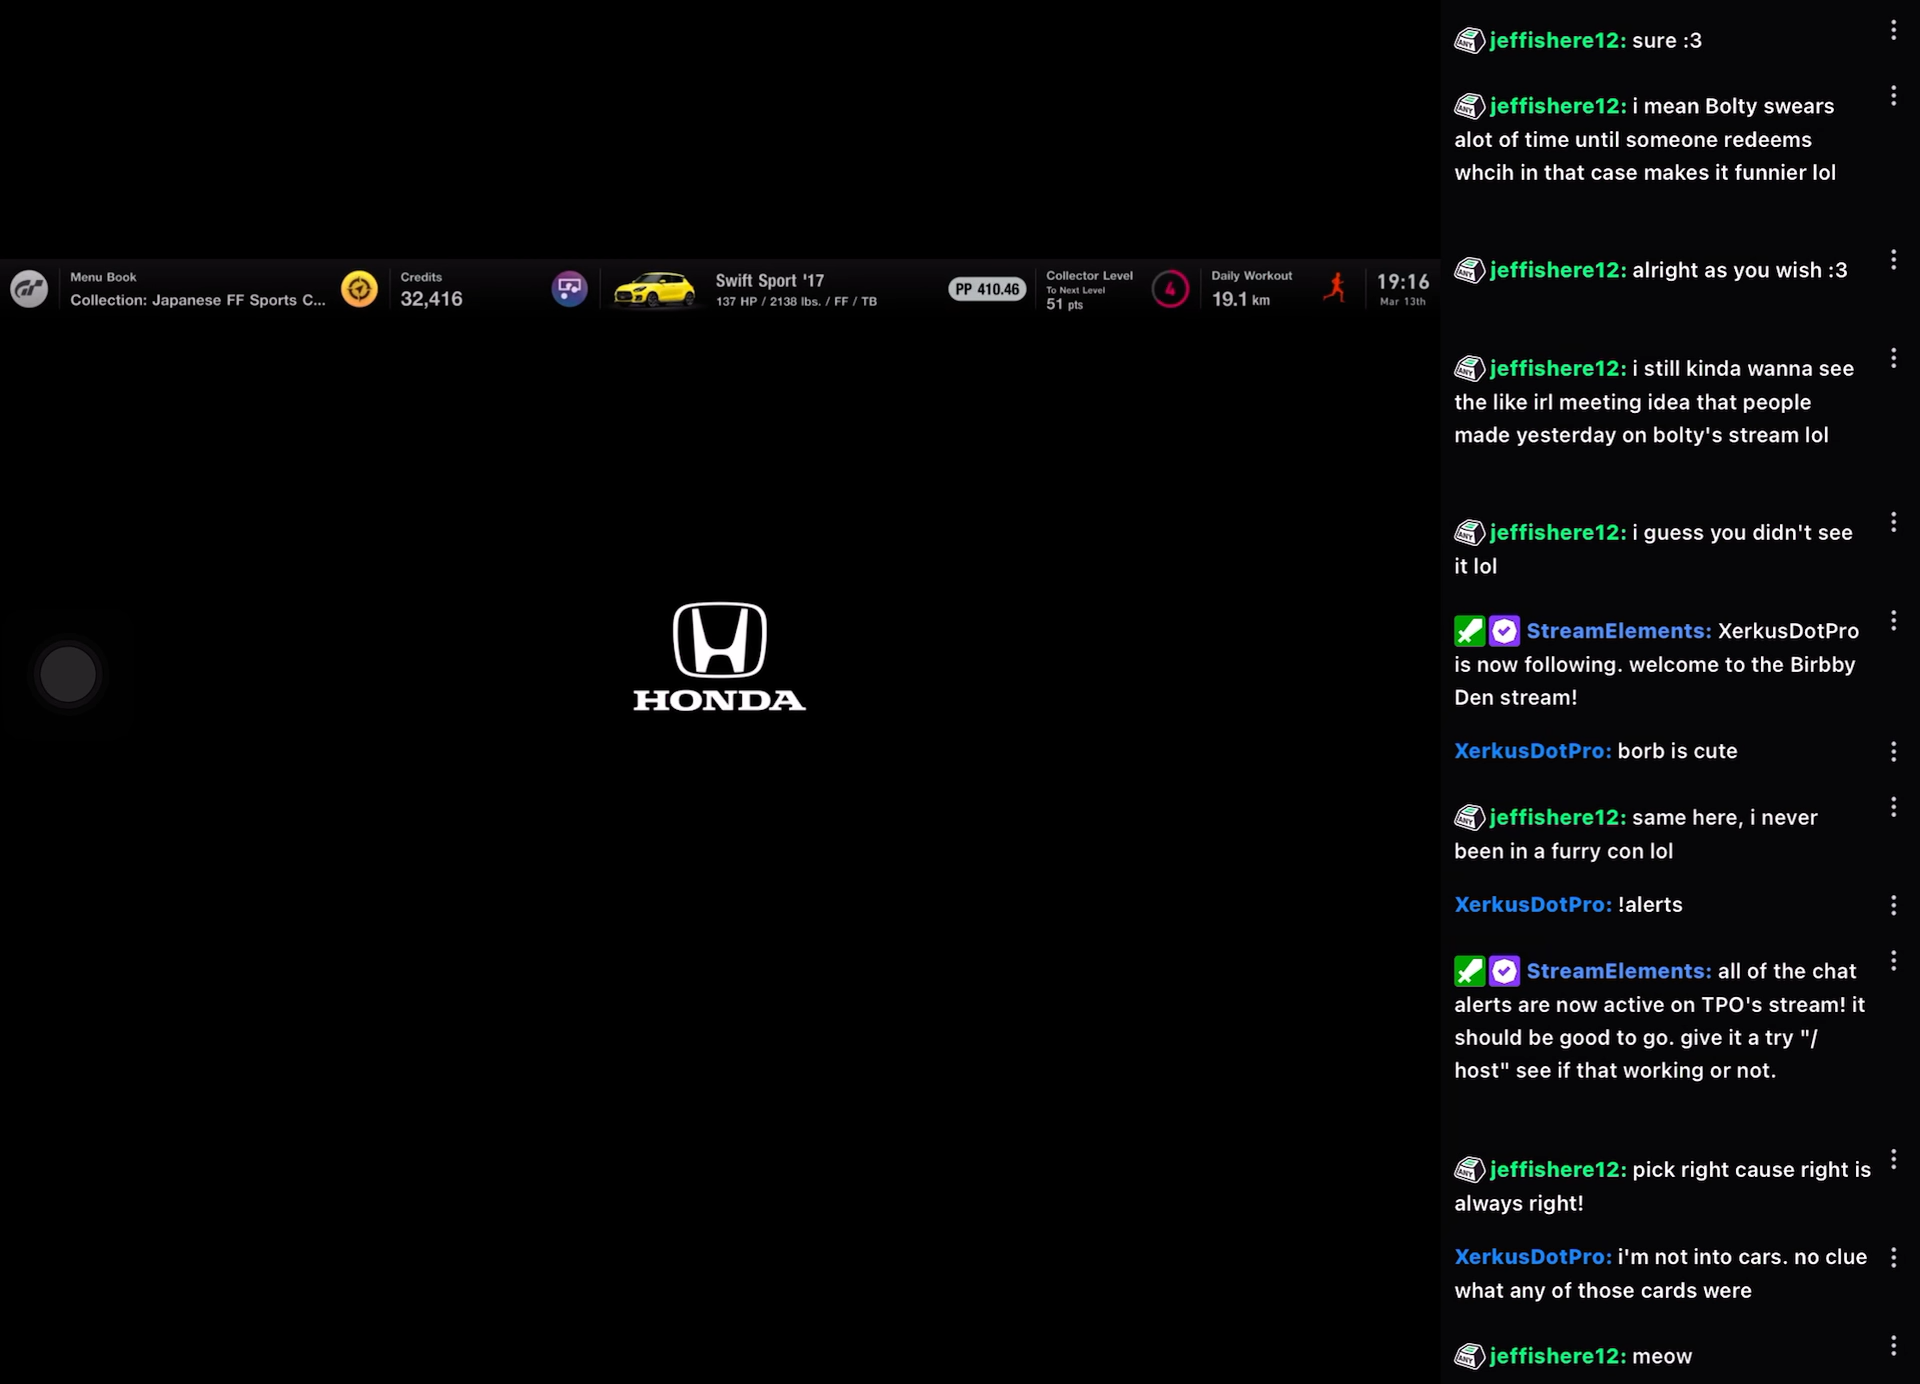 Menu Book
Collection: Japanese FF Sports C...
Credits
32,416
Swift Sport '17
137 HP / 2138 lbs. / FF / TB
PP 410.46
Collector Level
To Next Level
51 pts
4
Daily Workout
19.1 km
19:16
Mar 13th
HONDA
jeffishere12: sure :3
jeffishere12: i mean Bolty swears
alot of time until someone redeems
whcih in that case makes it funnier lol
jeffishere12: alright as you wish :3
jeffishere12: i still kinda wanna see
the like irl meeting idea that people
made yesterday on bolty's stream lol
jeffishere12: i guess you didn't see
it lol
StreamElements: XerkusDotPro
is now following. welcome to the Birbby
Den stream!
XerkusDotPro: borb is cute
jeffishere12: same here, i never
been in a furry con lol
XerkusDotPro: !alerts
StreamElements: all of the chat
alerts are now active on TPO's stream! it
should be good to go. give it a try "/
host" see if that working or not.
jeffishere12: pick right cause right is
always right!
XerkusDotPro: i'm not into cars. no clue
what any of those cards were
jeffishere12: meow